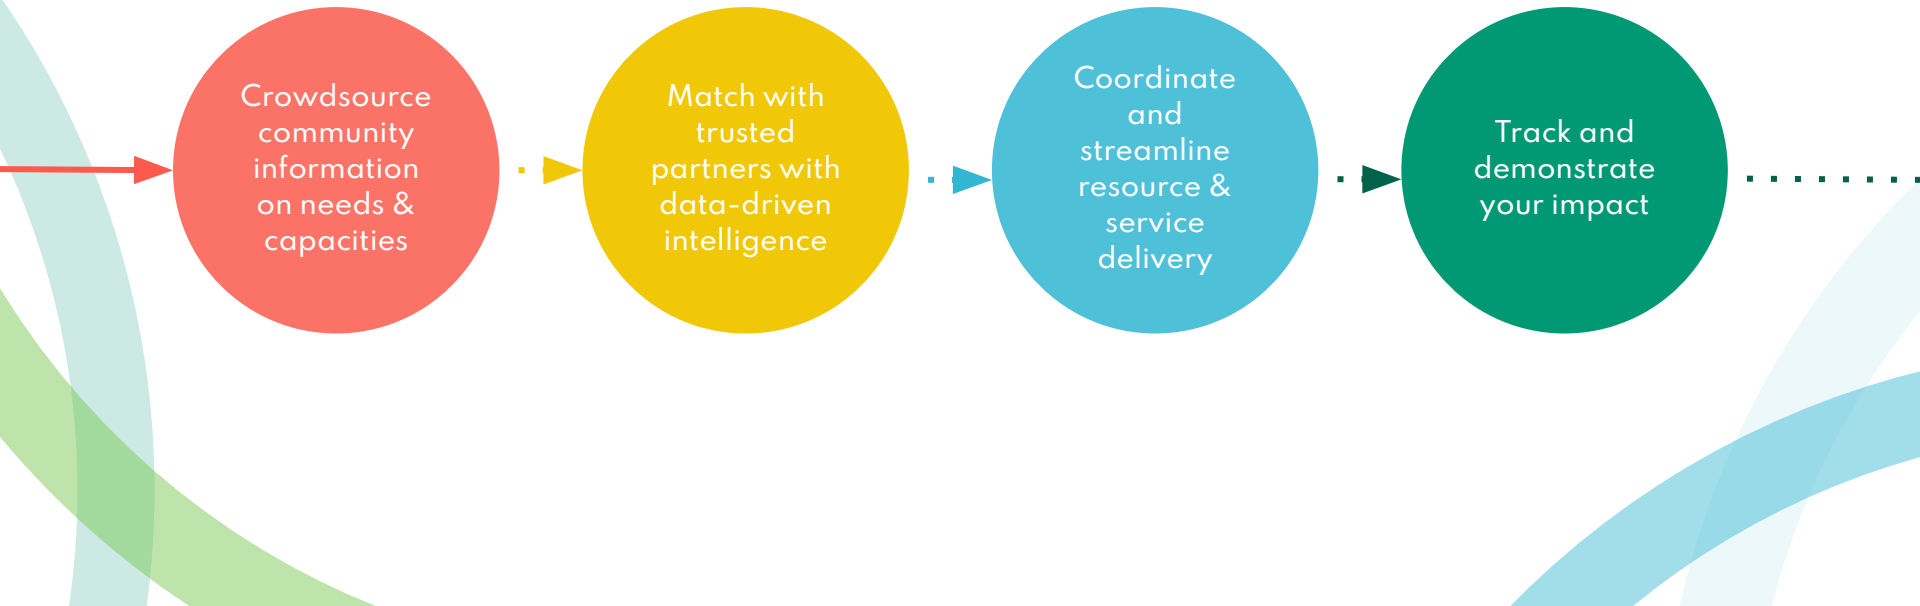 Crowdsource
community
information
on needs &
capacities
Match with
trusted
partners with
data-driven
intelligence
Coordinate
and
streamline
resource &
service
delivery
Track and
demonstrate
your impact